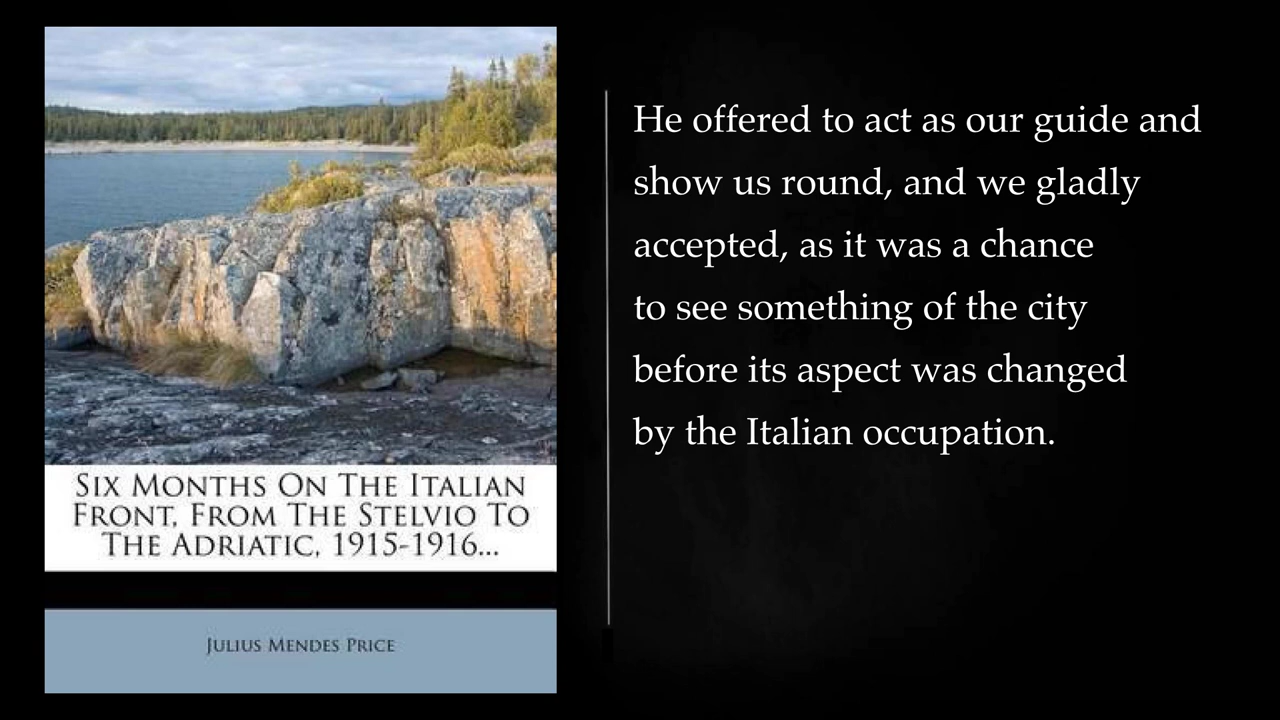 SIX MONTHS ON THE ITALIAN
FRONT, FROM THE STELVIO TO
THE ADRIATIC, 1915-1916...
JULIUS MENDES PRICE
He offered to act as our guide and
show us round, and we gladly
accepted, as it was a chance
to see something of the city
before its aspect was changed
by the Italian occupation.